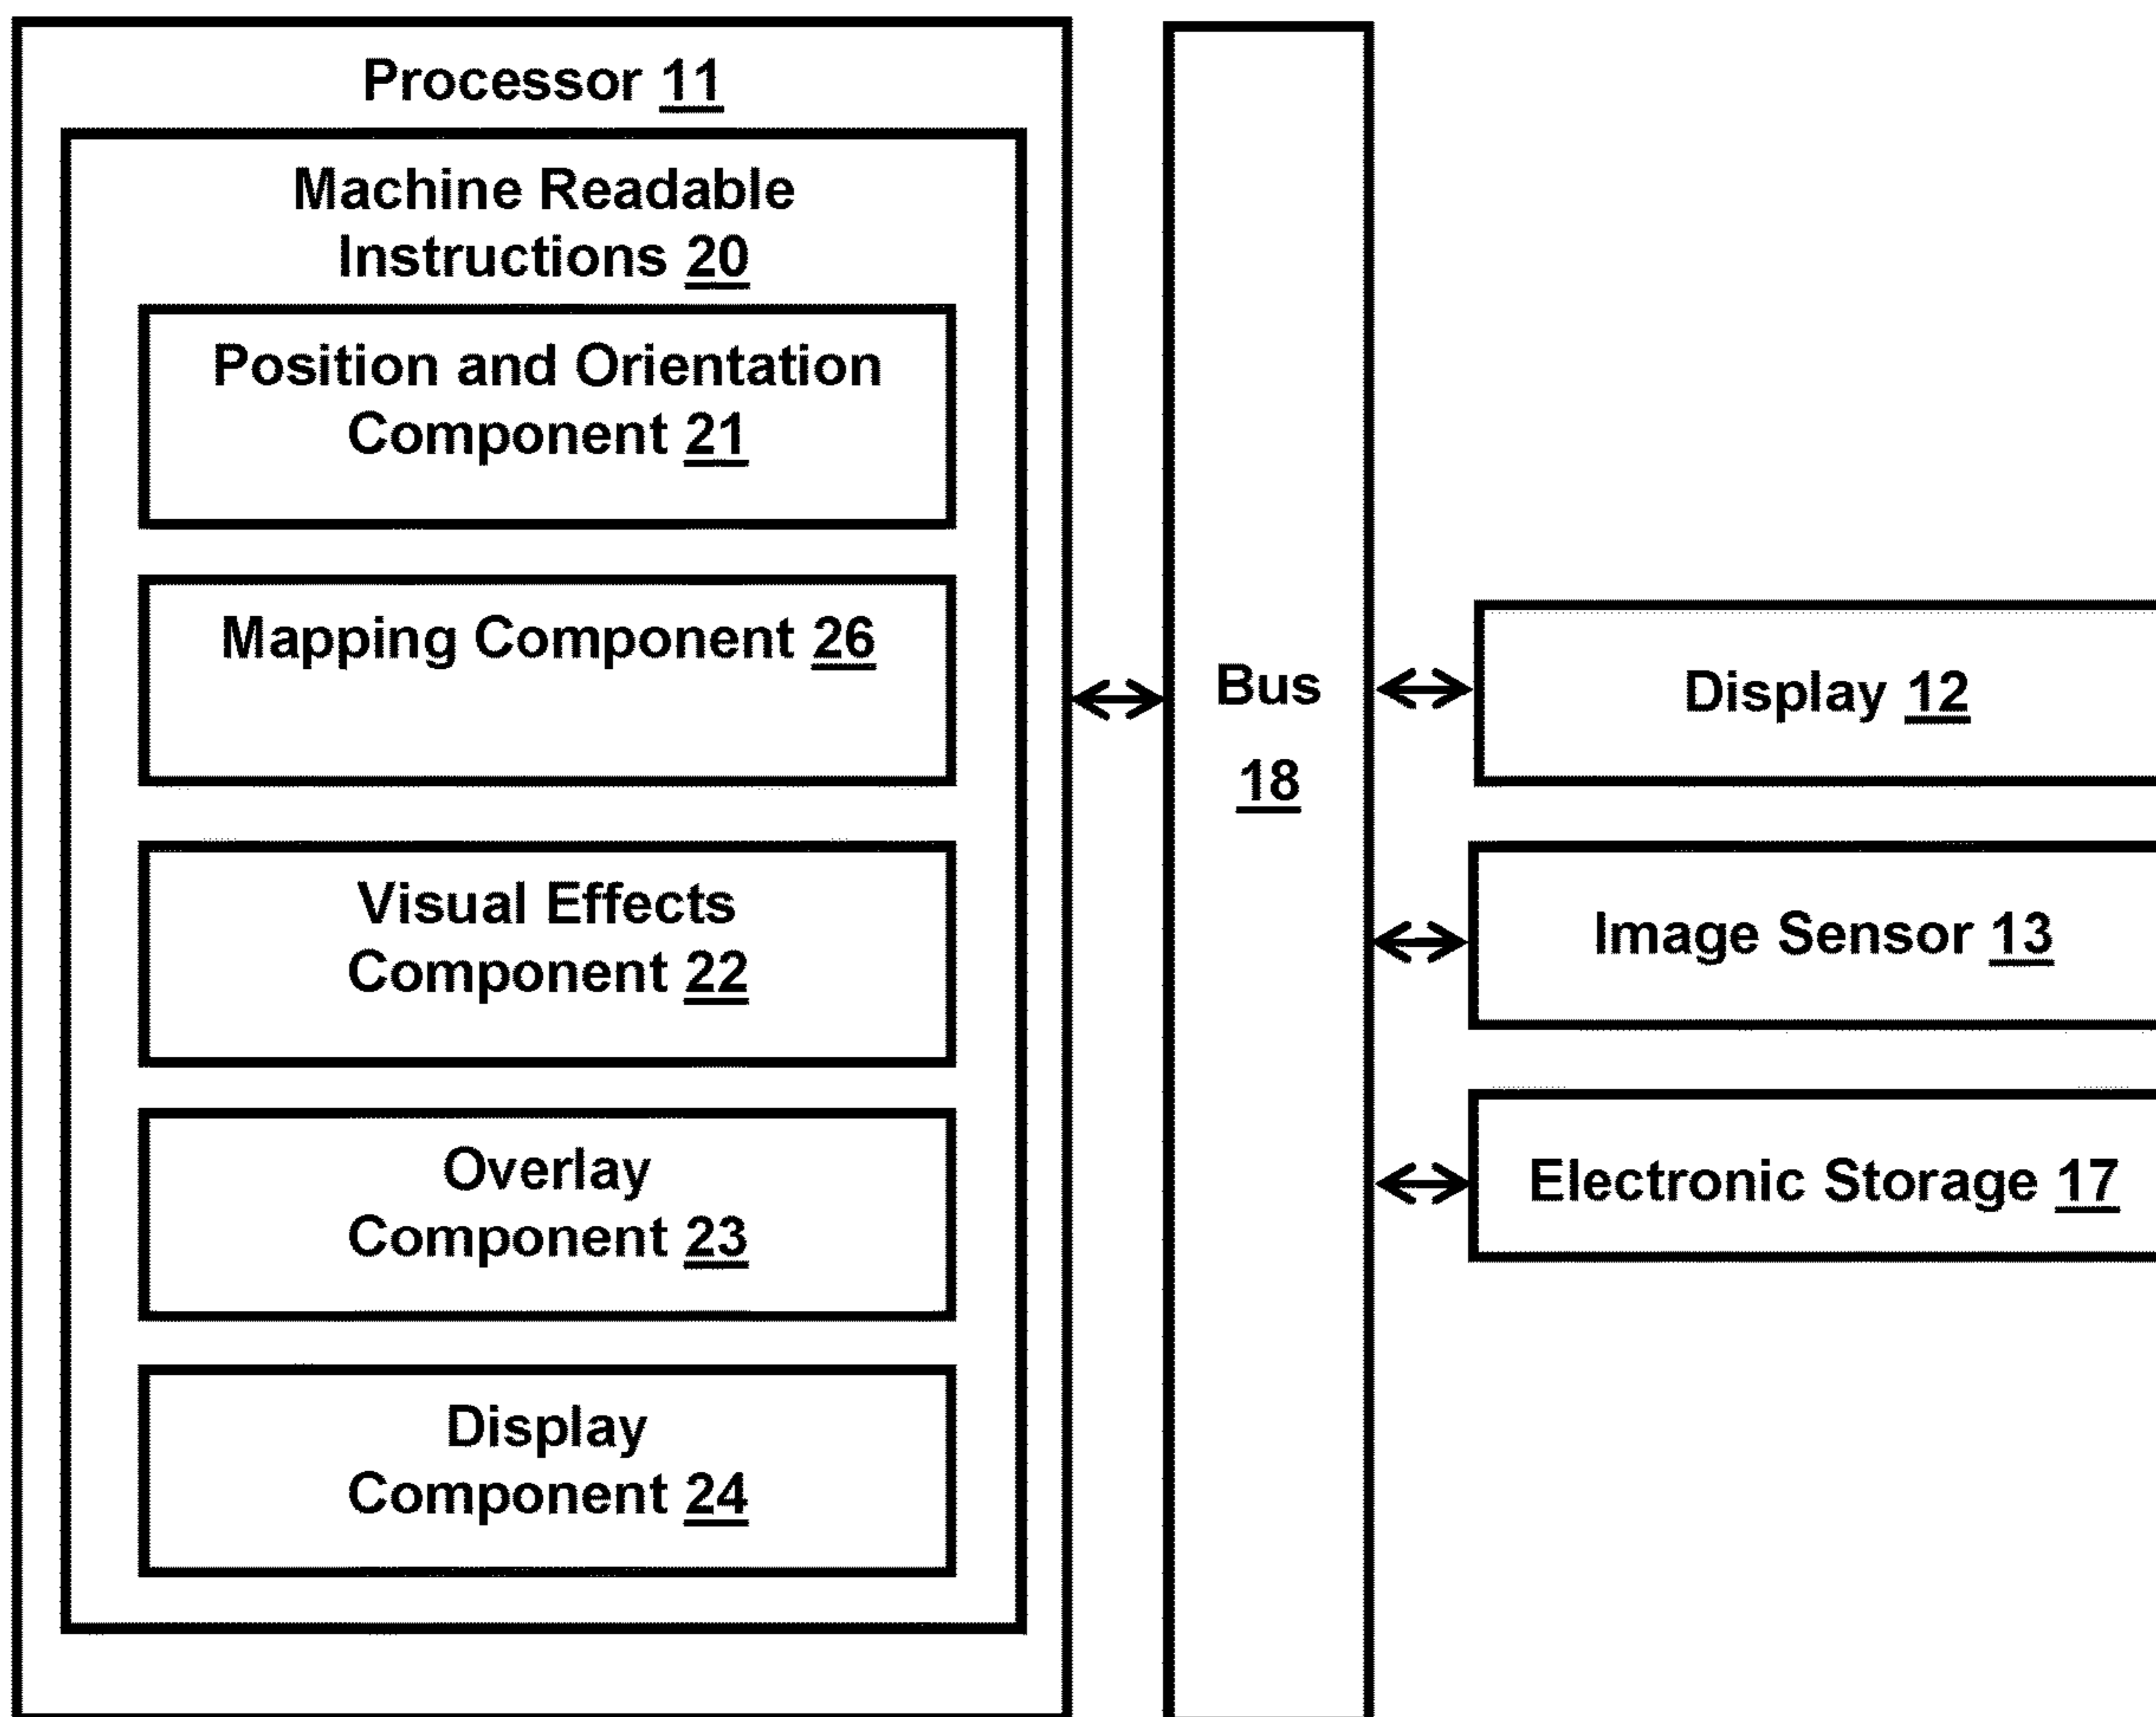 Processor 11
Machine Readable
Instructions 20
Position and Orientation
Component 21
Mapping Component 26
Visual Effects
Component 22
Overlay
Component 23
Display
Component 24
Bus
18
Display 12
Image Sensor 13
Electronic Storage 17